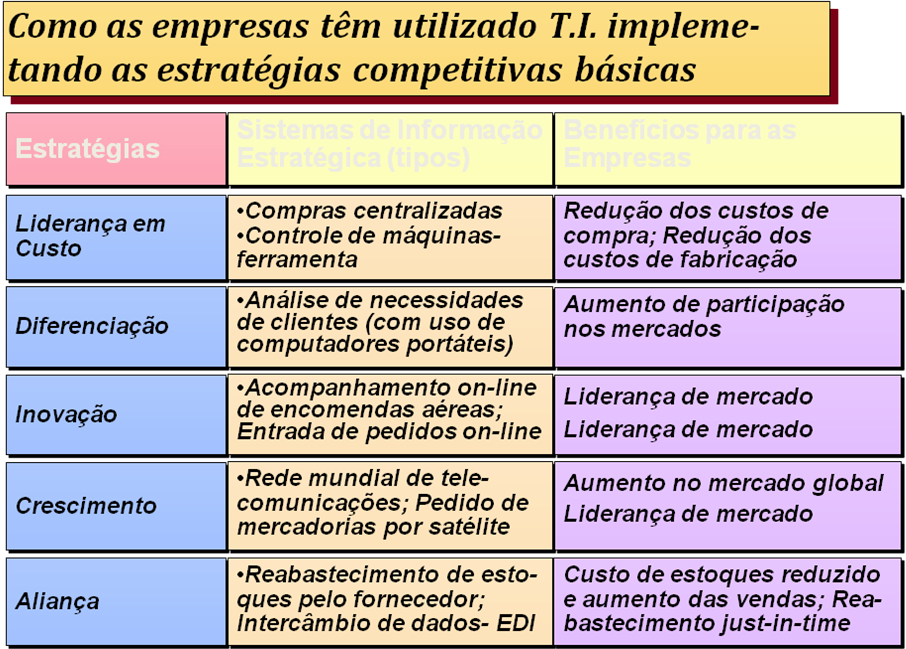 Como as empresas têm utilizado T.I. impleme-
tando as estratégias competitivas básicas
Estratégias
Sistemas de Informação
Estratégica (tipos)
Benefícios para as
Empresas
Liderança em
Custo
•Compras centralizadas
•Controle de máquinas-
ferramenta
Redução dos custos de
compra; Redução dos
custos de fabricação
Diferenciação
•Análise de necessidades
de clientes (com uso de
computadores portáteis)
Aumento de participação
nos mercados
Inovação
•Acompanhamento on-line
de encomendas aéreas;
Entrada de pedidos on-line
Liderança de mercado
Liderança de mercado
Crescimento
•Rede mundial de tele-
comunicações; Pedido de
mercadorias por satélite
Aumento no mercado global
Liderança de mercado
Aliança
•Reabastecimento de esto-
ques pelo fornecedor;
Intercâmbio de dados- EDI
Custo de estoques reduzido
e aumento das vendas; Rea-
bastecimento just-in-time